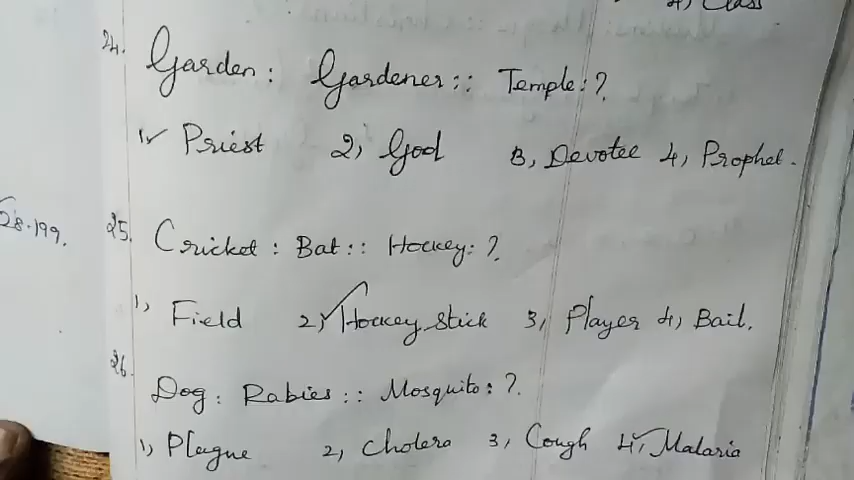 4) Class
24. Garden : Gardener :: Temple : ?
1) Priest 2) God 3) Devotee 4) Prophet.
25. Cricket : Bat :: Hockey : ?
28.199.
1) Field 2) Hockey stick 3) Player 4) Bail.
26. Dog : Rabies :: Mosquito : ?
1) Plague 2) Cholera 3) Cough 4) Malaria